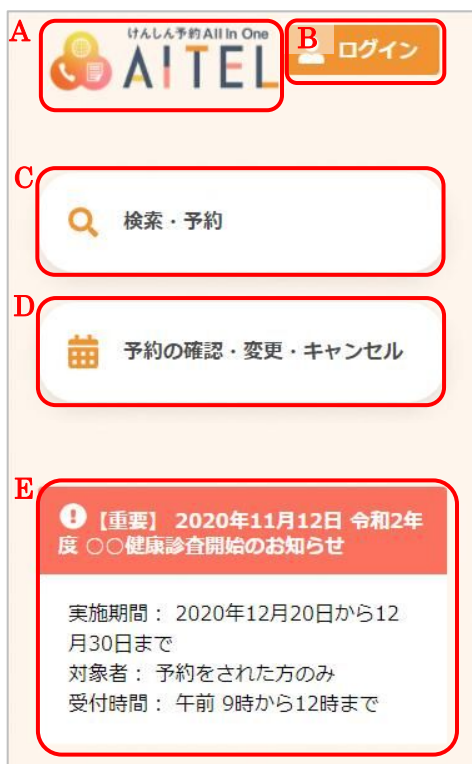 A
けんしん予約 All In One
AITEL
B
ログイン
C
検索・予約
D
予約の確認・変更・キャンセル
E
【重要】 2020年11月12日 令和2年
度 ○○健康診査開始のお知らせ
実施期間： 2020年12月20日から12
月30日まで
対象者： 予約をされた方のみ
受付時間： 午前 9時から12時まで